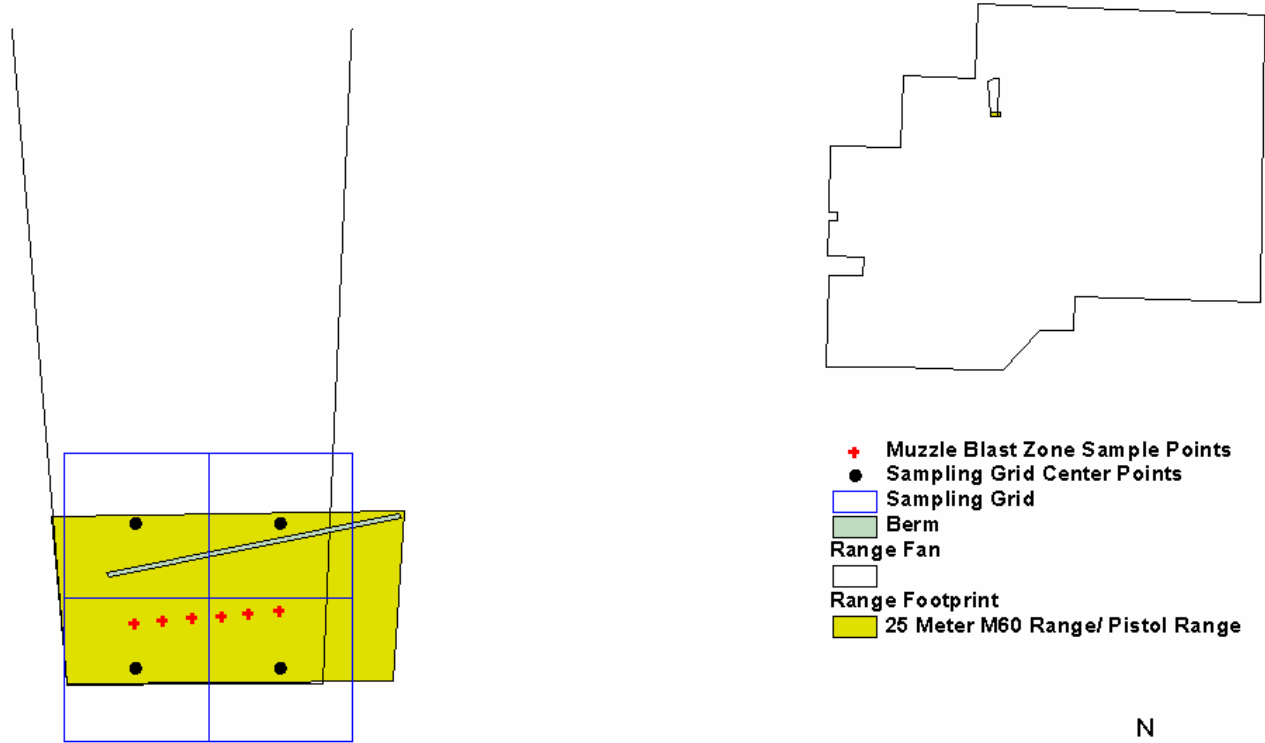 Muzzle Blast Zone Sample Points
Sampling Grid Center Points
Sampling Grid
Berm
Range Fan
Range Footprint
25 Meter M60 Range/ Pistol Range
N